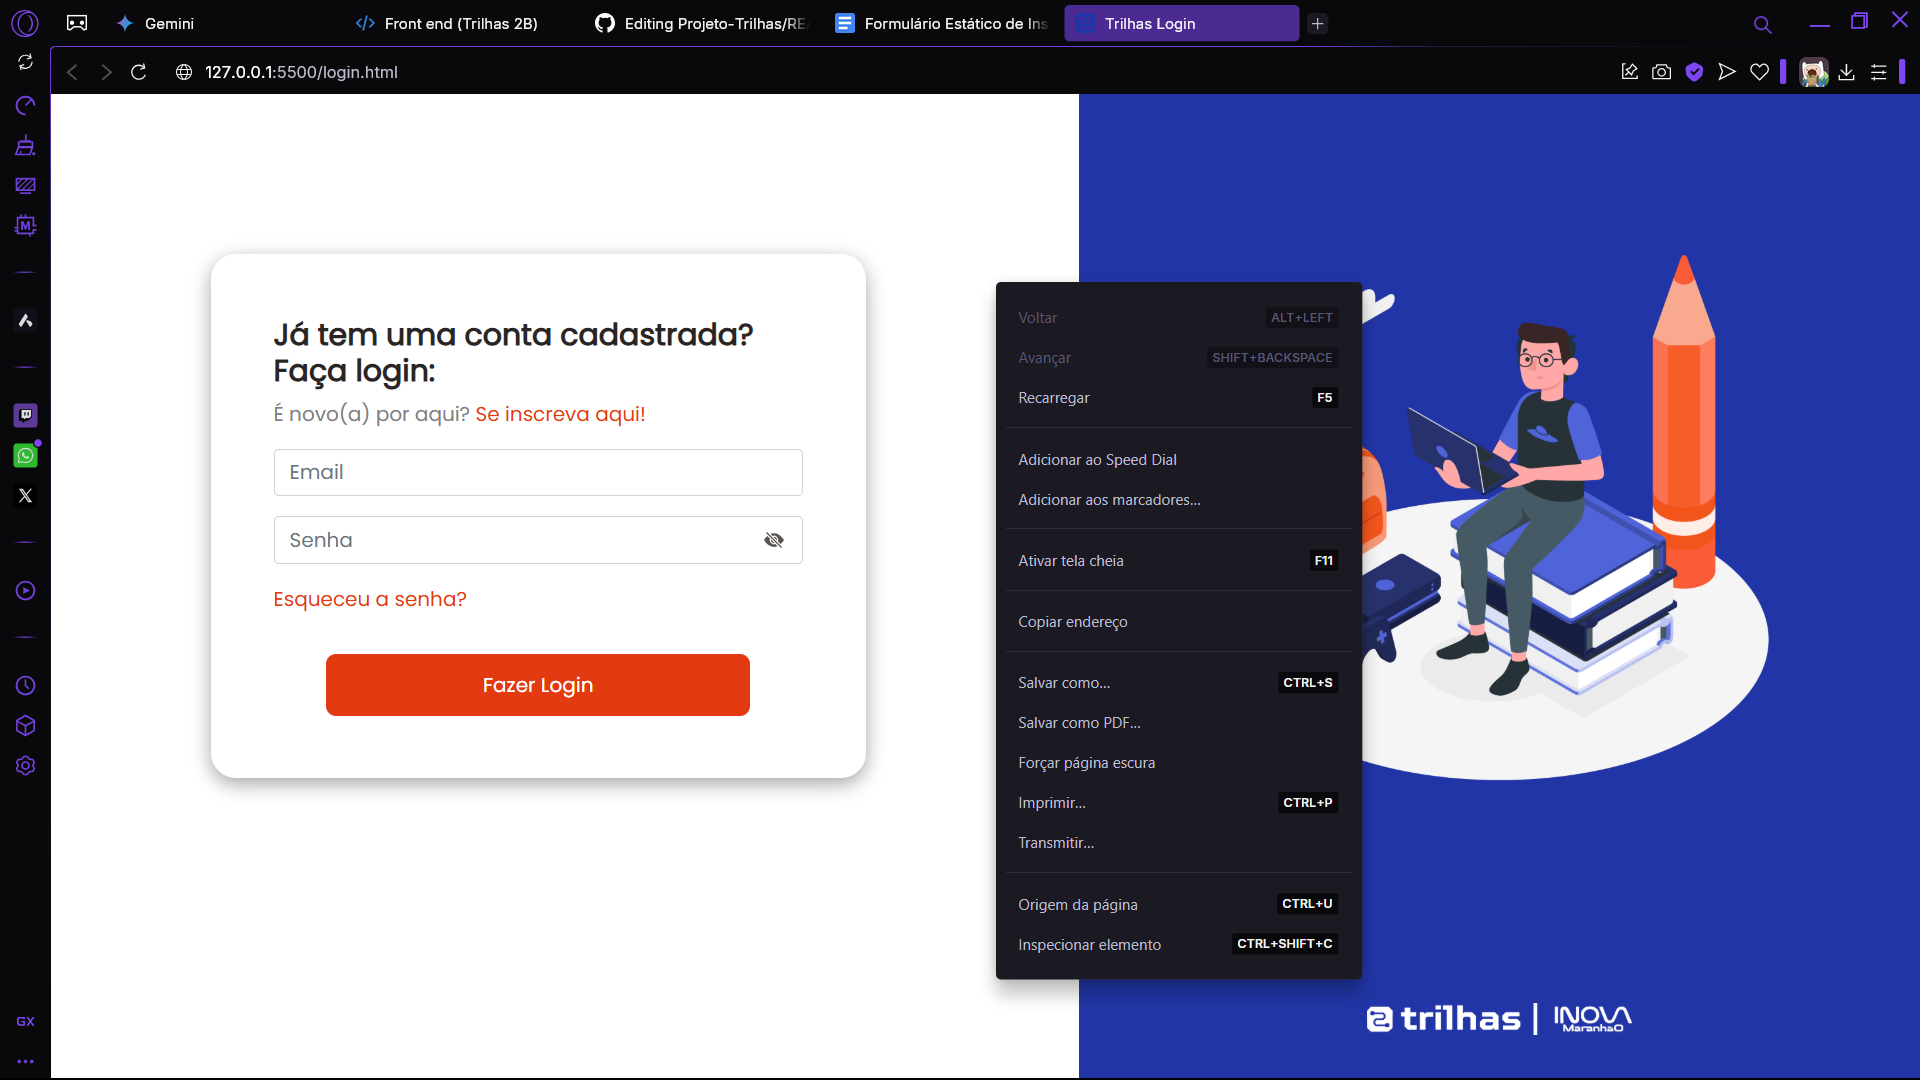 Gemini
Front end (Trilhas 2B)
Editing Projeto-Trilhas/RE
Formulário Estático de Ins
Trilhas Login
127.0.0.1:5500/login.html
M
Já tem uma conta cadastrada?
Faça login:
É novo(a) por aqui? Se inscreva aqui!
Email
Senha
Esqueceu a senha?
Fazer Login
Voltar ALT+LEFT
Avançar SHIFT+BACKSPACE
Recarregar F5
Adicionar ao Speed Dial
Adicionar aos marcadores...
Ativar tela cheia F11
Copiar endereço
Salvar como... CTRL+S
Salvar como PDF...
Forçar página escura
Imprimir... CTRL+P
Transmitir...
Origem da página CTRL+U
Inspecionar elemento CTRL+SHIFT+C
trilhas | INOVA
MaranhaO
GX